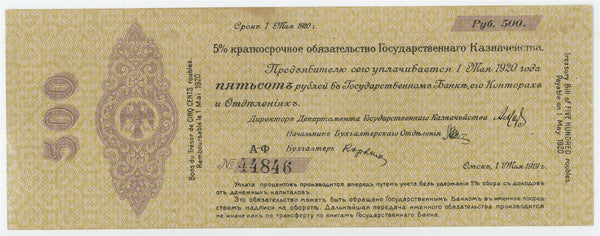 Срокъ 1 Мая 1920 г.
Руб. 500.
5% краткосрочное обязательство Государственнаго Казначейства.
Предъявителю сего уплачивается 1 Мая 1920 года
ПЯТЬСОТЪ рублей въ Государственномъ Банкѣ, его Конторахъ
и Отдѣленіяхъ.
Директоръ Департамента Государственнаго Казначейства
Начальникъ Бухгалтерскаго Отдѣленія
А-Ф Бухгалтеръ
№ 44846
Омскъ, 1 Мая 1919 г.
Уплата процентовъ производится впередъ путемъ учета, безъ удержанія 5% сбора съ доходовъ
отъ денежныхъ капиталовъ.
Это обязательство можетъ быть обращено Государственнымъ Банкомъ въ именное посредствомъ
надписи на оборотѣ. Дальнѣйшая передача именного обязательства производится
не иначе какъ по трансферту по книгамъ Государственнаго Банка.
500
Bons du Trésor de CINQ CENTS roubles.
Remboursable le 1 Mai 1920
Treasury Bill of FIVE HUNDRED roubles.
Payable on 1 May 1920